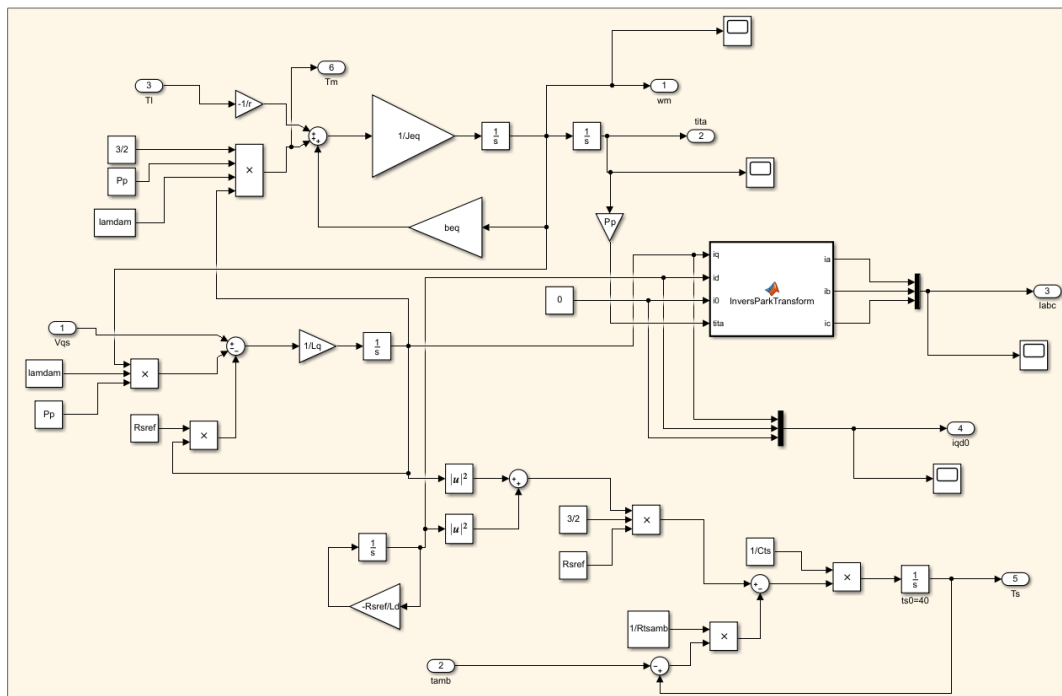 3
Tl
-1/r
6
Tm
1/Jeq
1
s
1
s
1
wm
tita
2
3/2
Pp
lamdam
×
beq
Pp
iq
id
i0
tita
InversParkTransform
ia
ib
ic
0
3
Iabc
1
Vqs
1/Lq
1
s
lamdam
Pp
×
Rsref
×
4
iqd0
|u|²
|u|²
1
s
-Rsref/Ld
3/2
Rsref
×
1/Cts
×
1
s
ts0=40
5
Ts
1/Rtsamb
×
2
tamb